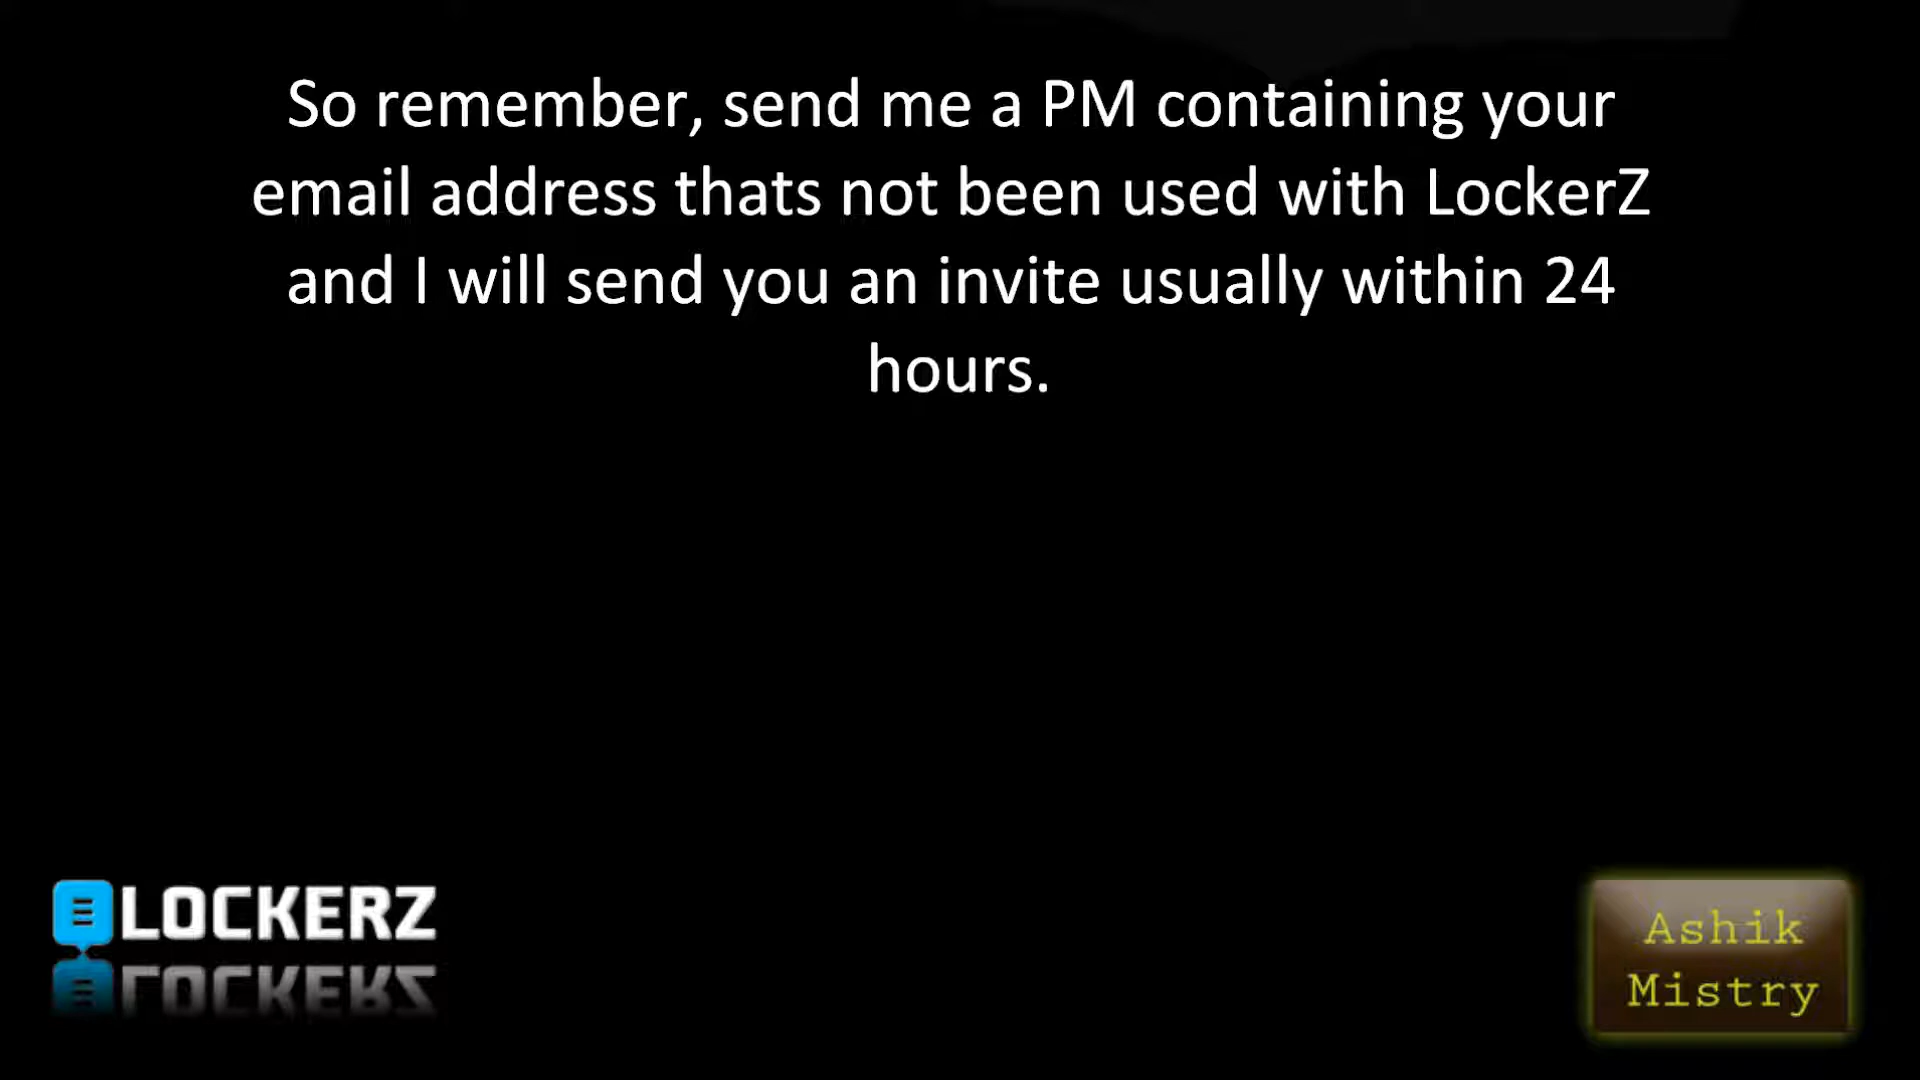 So remember, send me a PM containing your
email address thats not been used with LockerZ
and I will send you an invite usually within 24
hours.
LOCKERZ
LOCKERZ
Ashik
Mistry